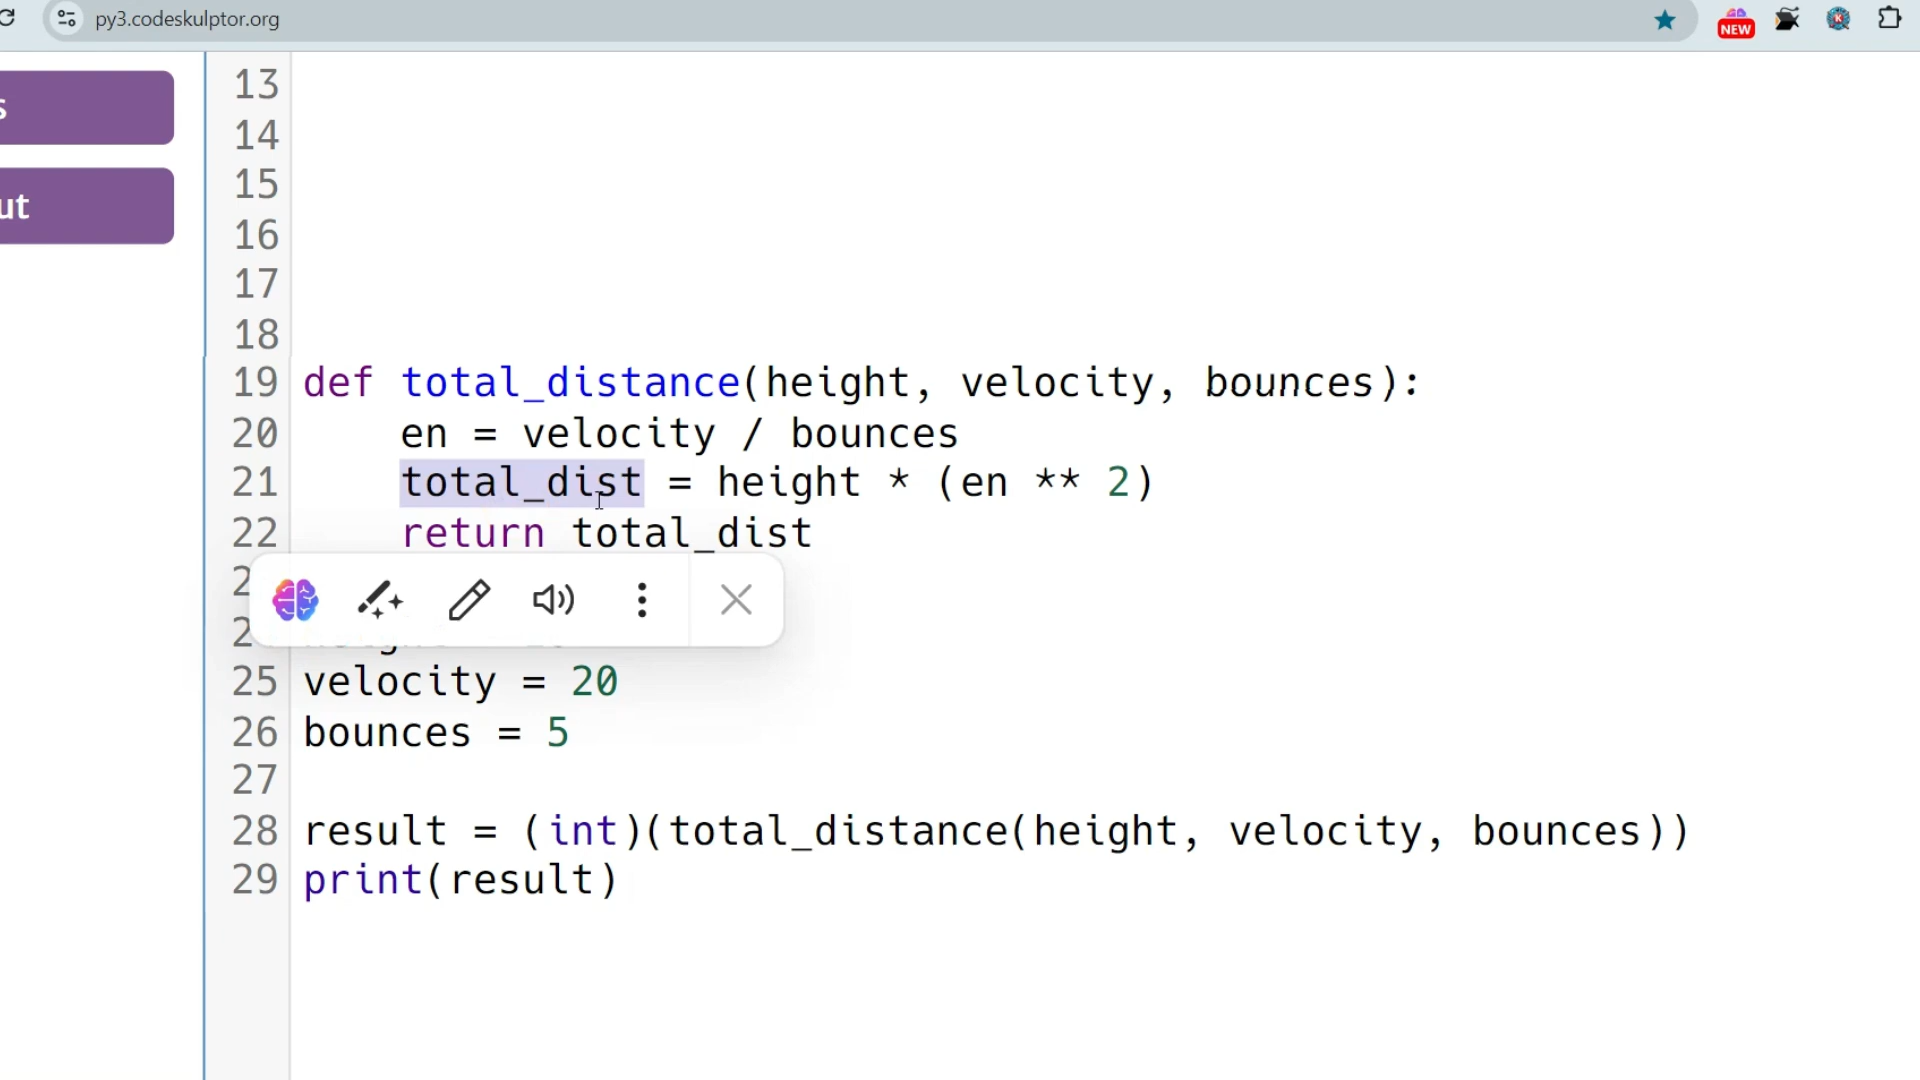 py3.codeskulptor.org
NEW
s
ut
13
14
15
16
17
18
19 def total_distance(height, velocity, bounces):
20 en = velocity / bounces
21 total_dist = height * (en ** 2)
22 return total_dist
25 velocity = 20
26 bounces = 5
27
28 result = (int)(total_distance(height, velocity, bounces))
29 print(result)